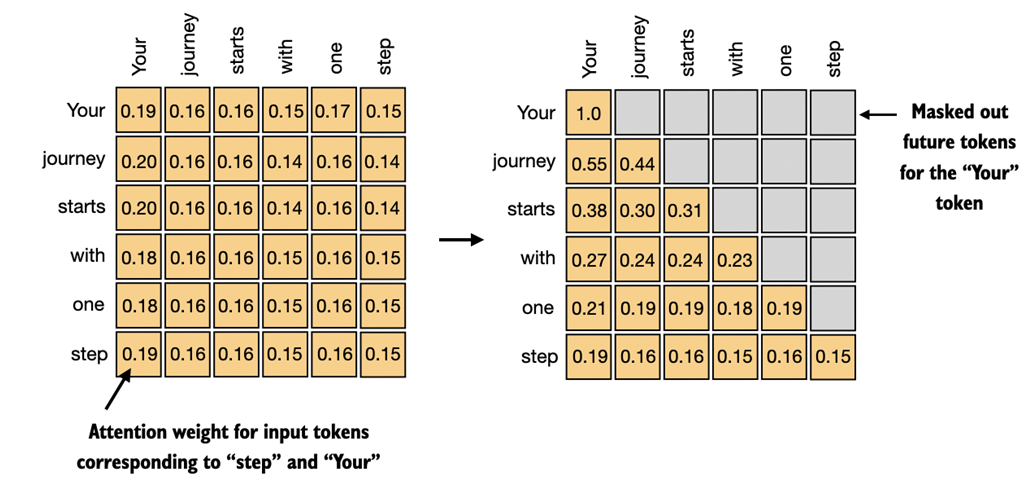 Your journey starts with one step
Your 0.19 0.16 0.16 0.15 0.17 0.15
journey 0.20 0.16 0.16 0.14 0.16 0.14
starts 0.20 0.16 0.16 0.14 0.16 0.14
with 0.18 0.16 0.16 0.15 0.16 0.15
one 0.18 0.16 0.16 0.15 0.16 0.15
step 0.19 0.16 0.16 0.15 0.16 0.15
Attention weight for input tokens
corresponding to “step” and “Your”
Your journey starts with one step
Your 1.0
journey 0.55 0.44
starts 0.38 0.30 0.31
with 0.27 0.24 0.24 0.23
one 0.21 0.19 0.19 0.18 0.19
step 0.19 0.16 0.16 0.15 0.16 0.15
Masked out
future tokens
for the “Your”
token